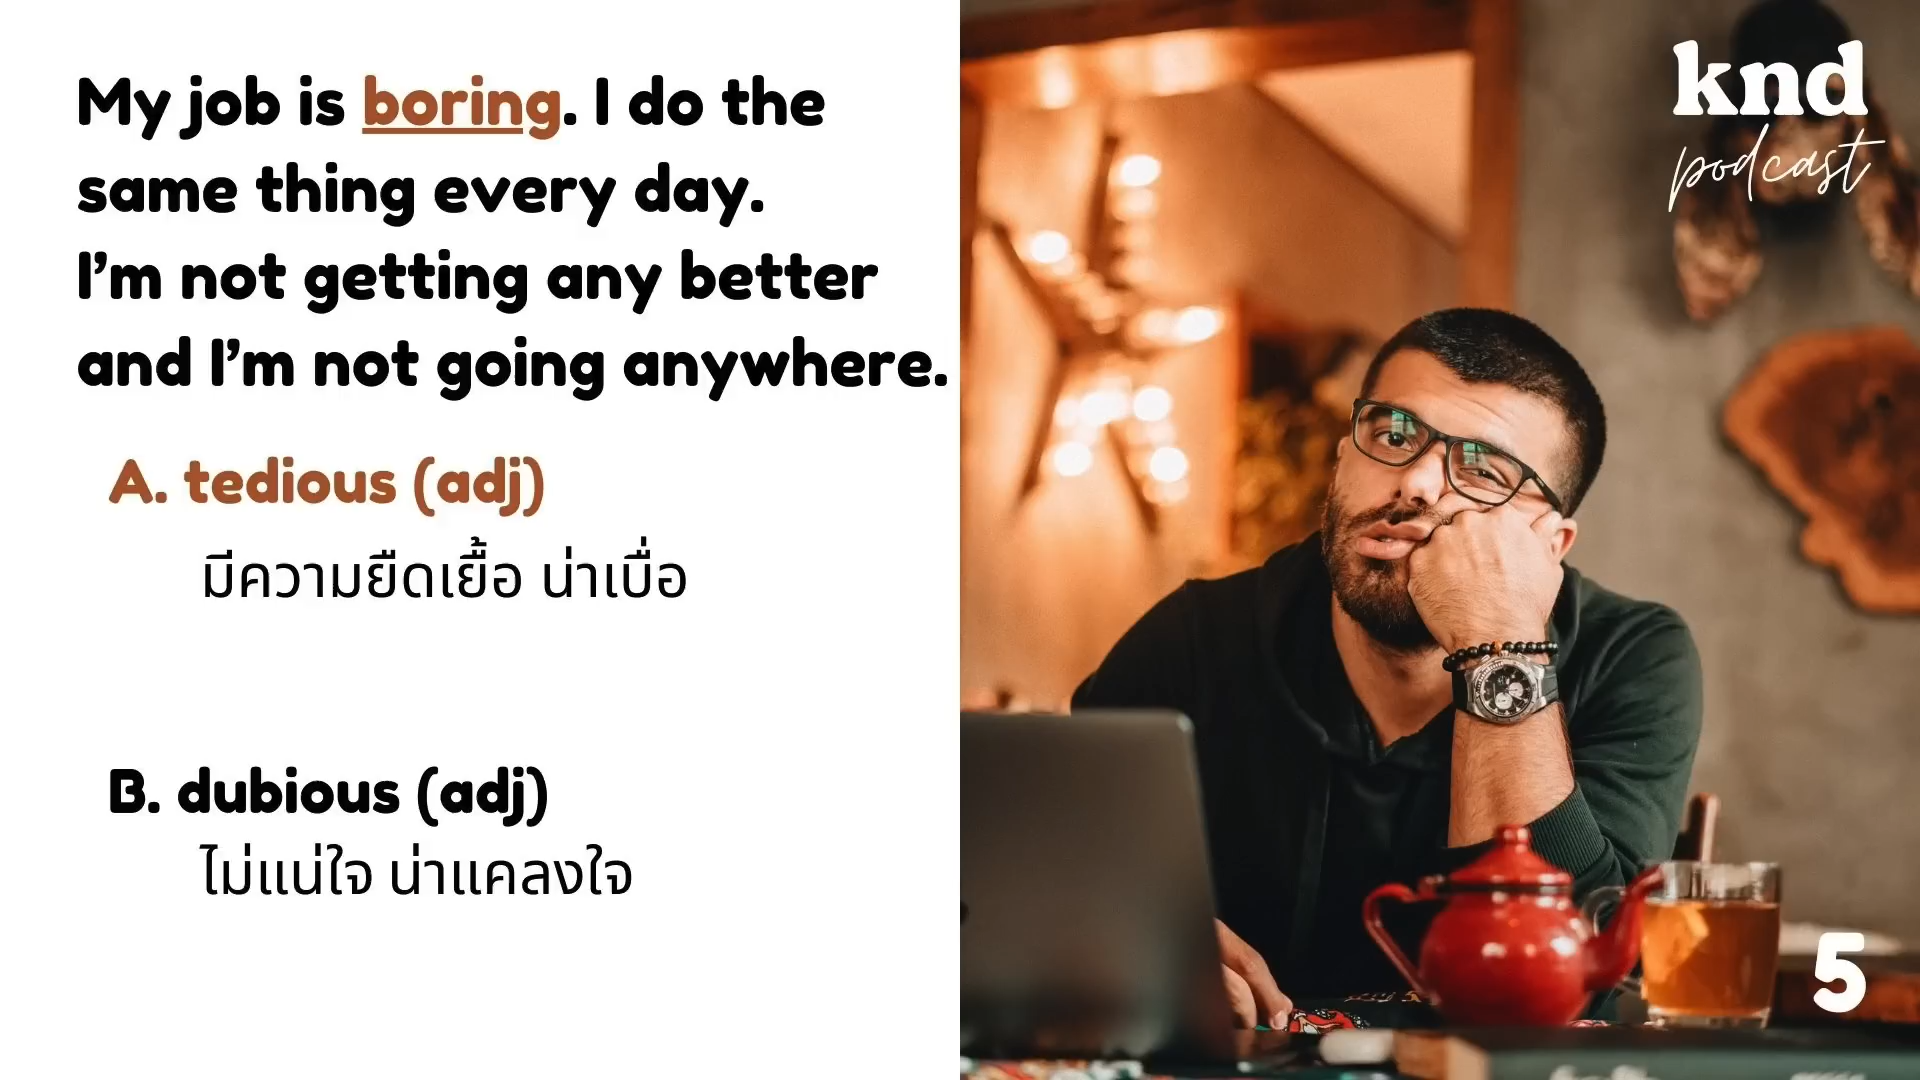 My job is boring. I do the
same thing every day.
I’m not getting any better
and I’m not going anywhere.
A. tedious (adj)
มีความยืดเยื้อ น่าเบื่อ
B. dubious (adj)
ไม่แน่ใจ น่าแคลงใจ
knd
podcast
5